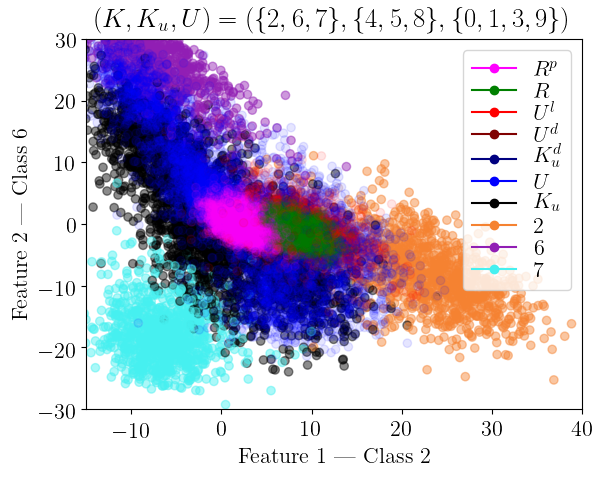 (K, K_u, U) = ({2, 6, 7}, {4, 5, 8}, {0, 1, 3, 9})
30
20
10
0
−10
−20
−30
Feature 2 — Class 6
R^p
R
U^l
U^d
K_u^d
U
K_u
2
6
7
−10 0 10 20 30 40
Feature 1 — Class 2